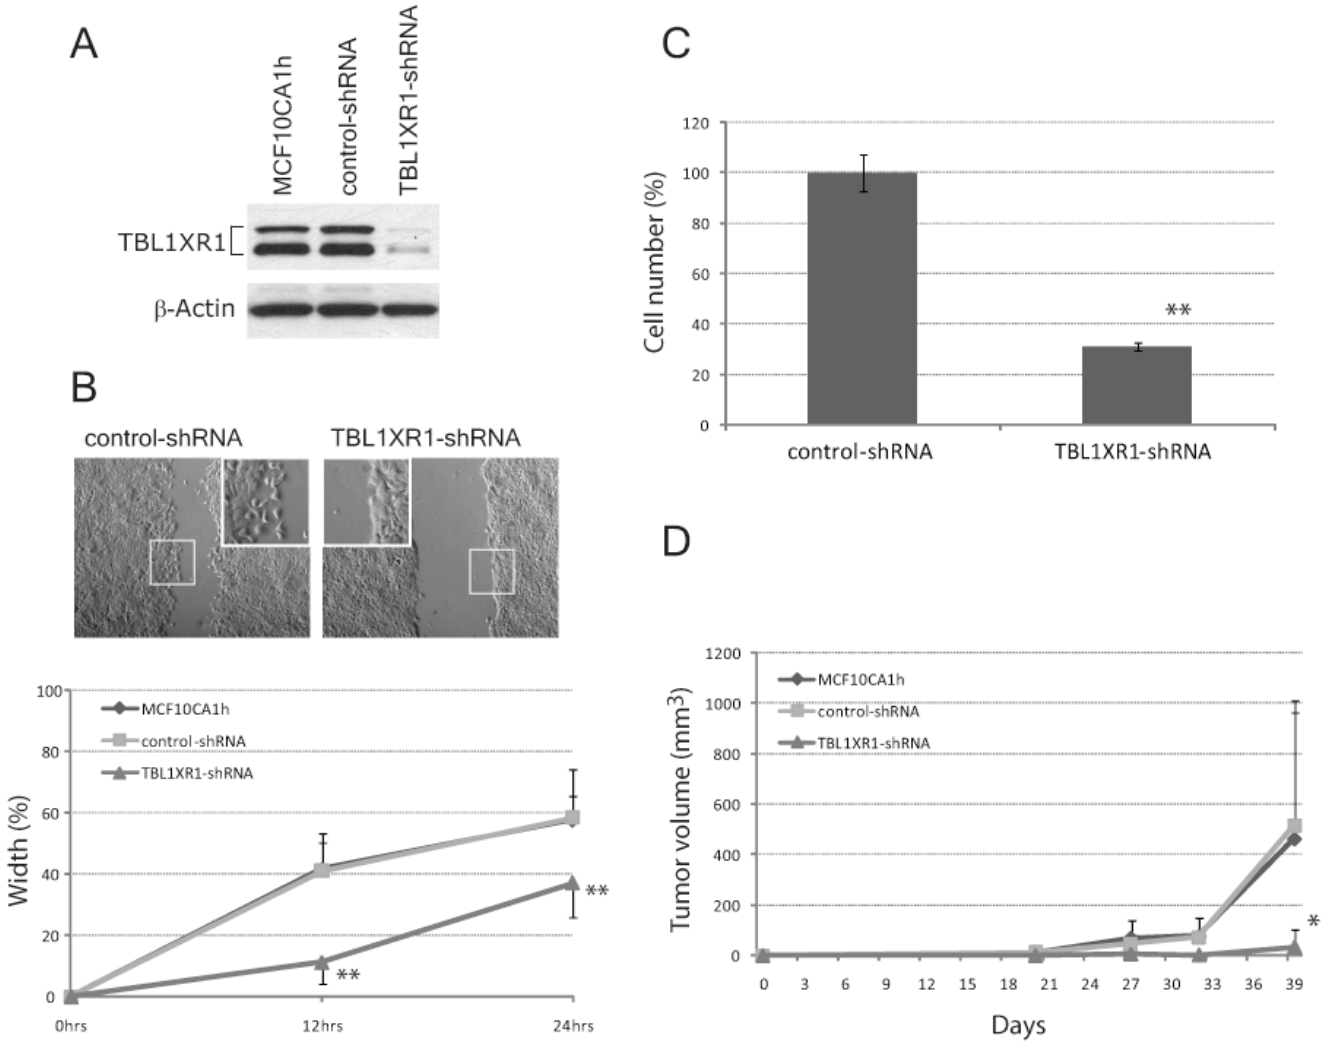 A
MCF10CA1h
control-shRNA
TBL1XR1-shRNA
TBL1XR1
β-Actin
B
control-shRNA
TBL1XR1-shRNA
100
80
60
40
20
0
Width (%)
MCF10CA1h
control-shRNA
TBL1XR1-shRNA
**
**
0hrs
12hrs
24hrs
C
120
100
80
60
40
20
0
Cell number (%)
**
control-shRNA
TBL1XR1-shRNA
D
1200
1000
800
600
400
200
0
Tumor volume (mm3)
MCF10CA1h
control-shRNA
TBL1XR1-shRNA
*
0 3 6 9 12 15 18 21 24 27 30 33 36 39
Days